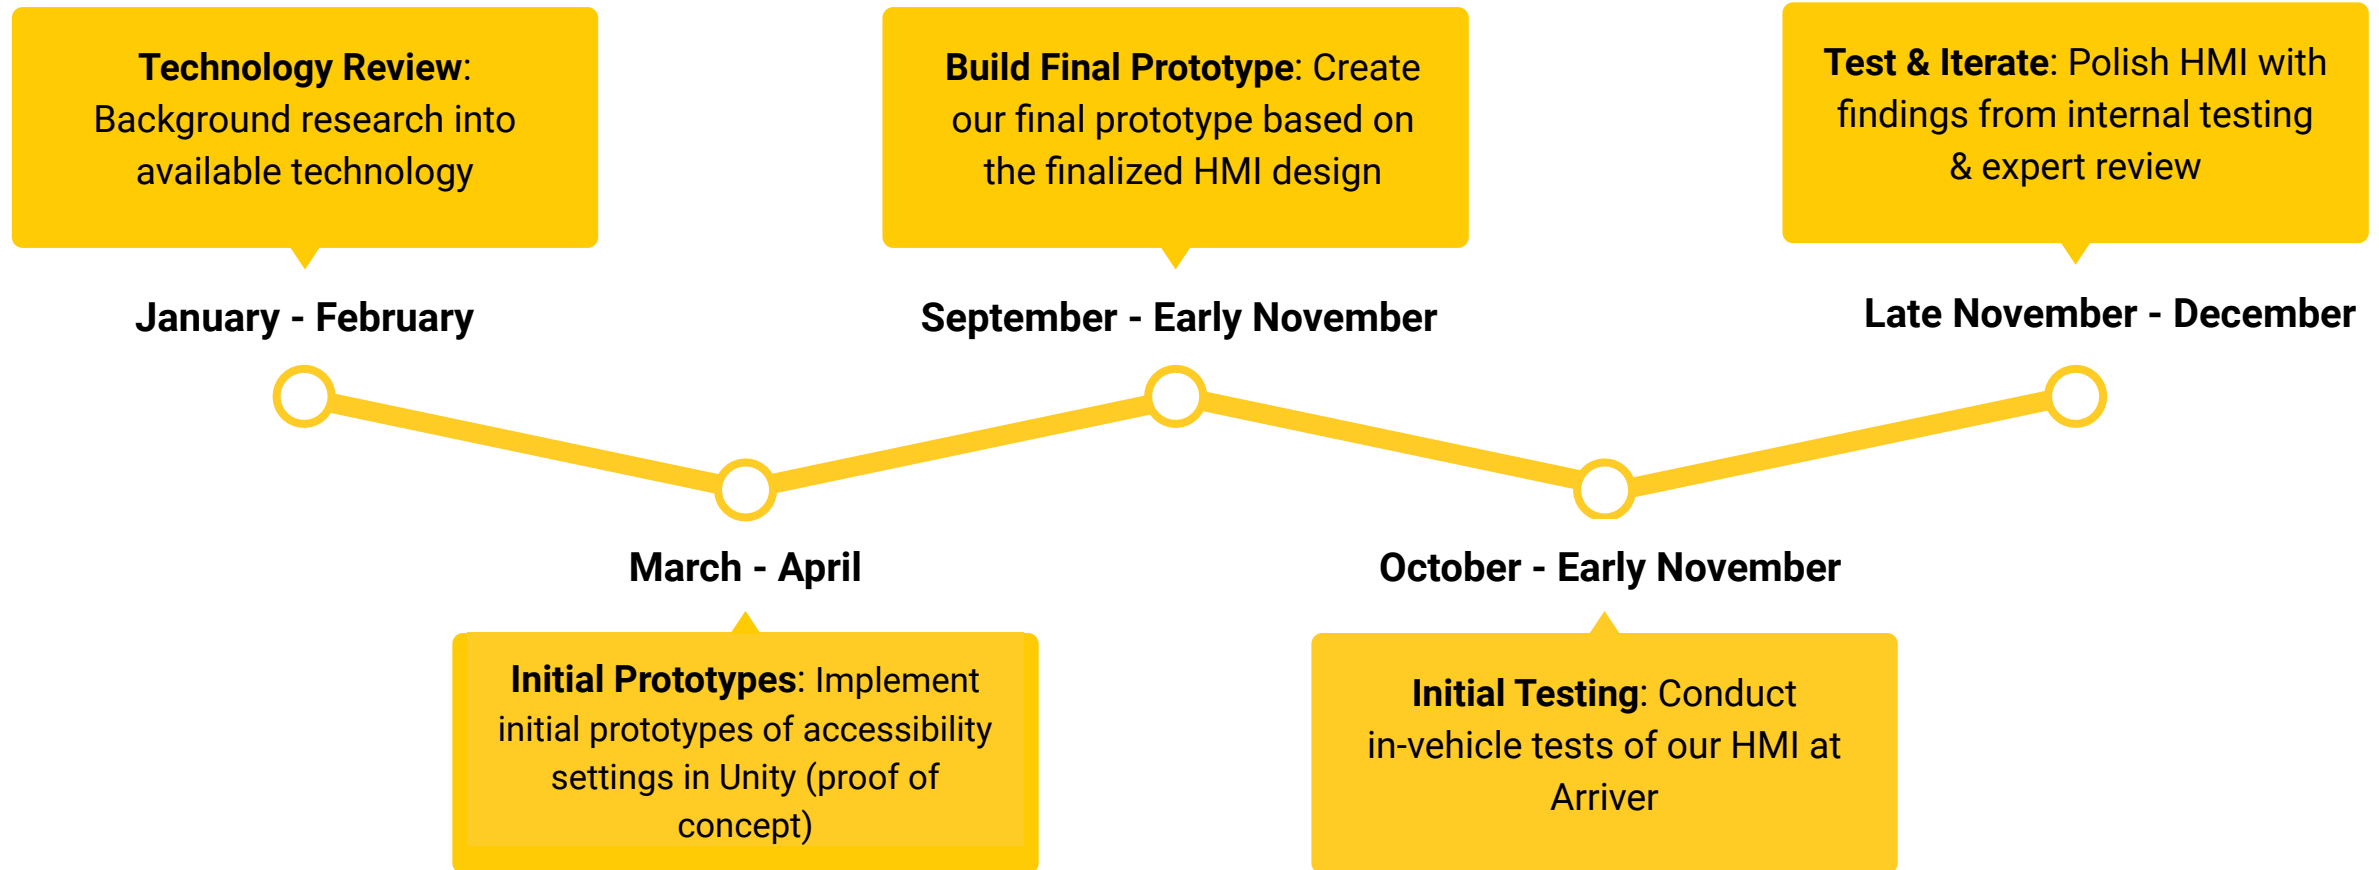 Technology Review:
Background research into
available technology
January - February
March - April
Initial Prototypes: Implement
initial prototypes of accessibility
settings in Unity (proof of
concept)
Build Final Prototype: Create
our final prototype based on
the finalized HMI design
September - Early November
October - Early November
Initial Testing: Conduct
in-vehicle tests of our HMI at
Arriver
Test & Iterate: Polish HMI with
findings from internal testing
& expert review
Late November - December